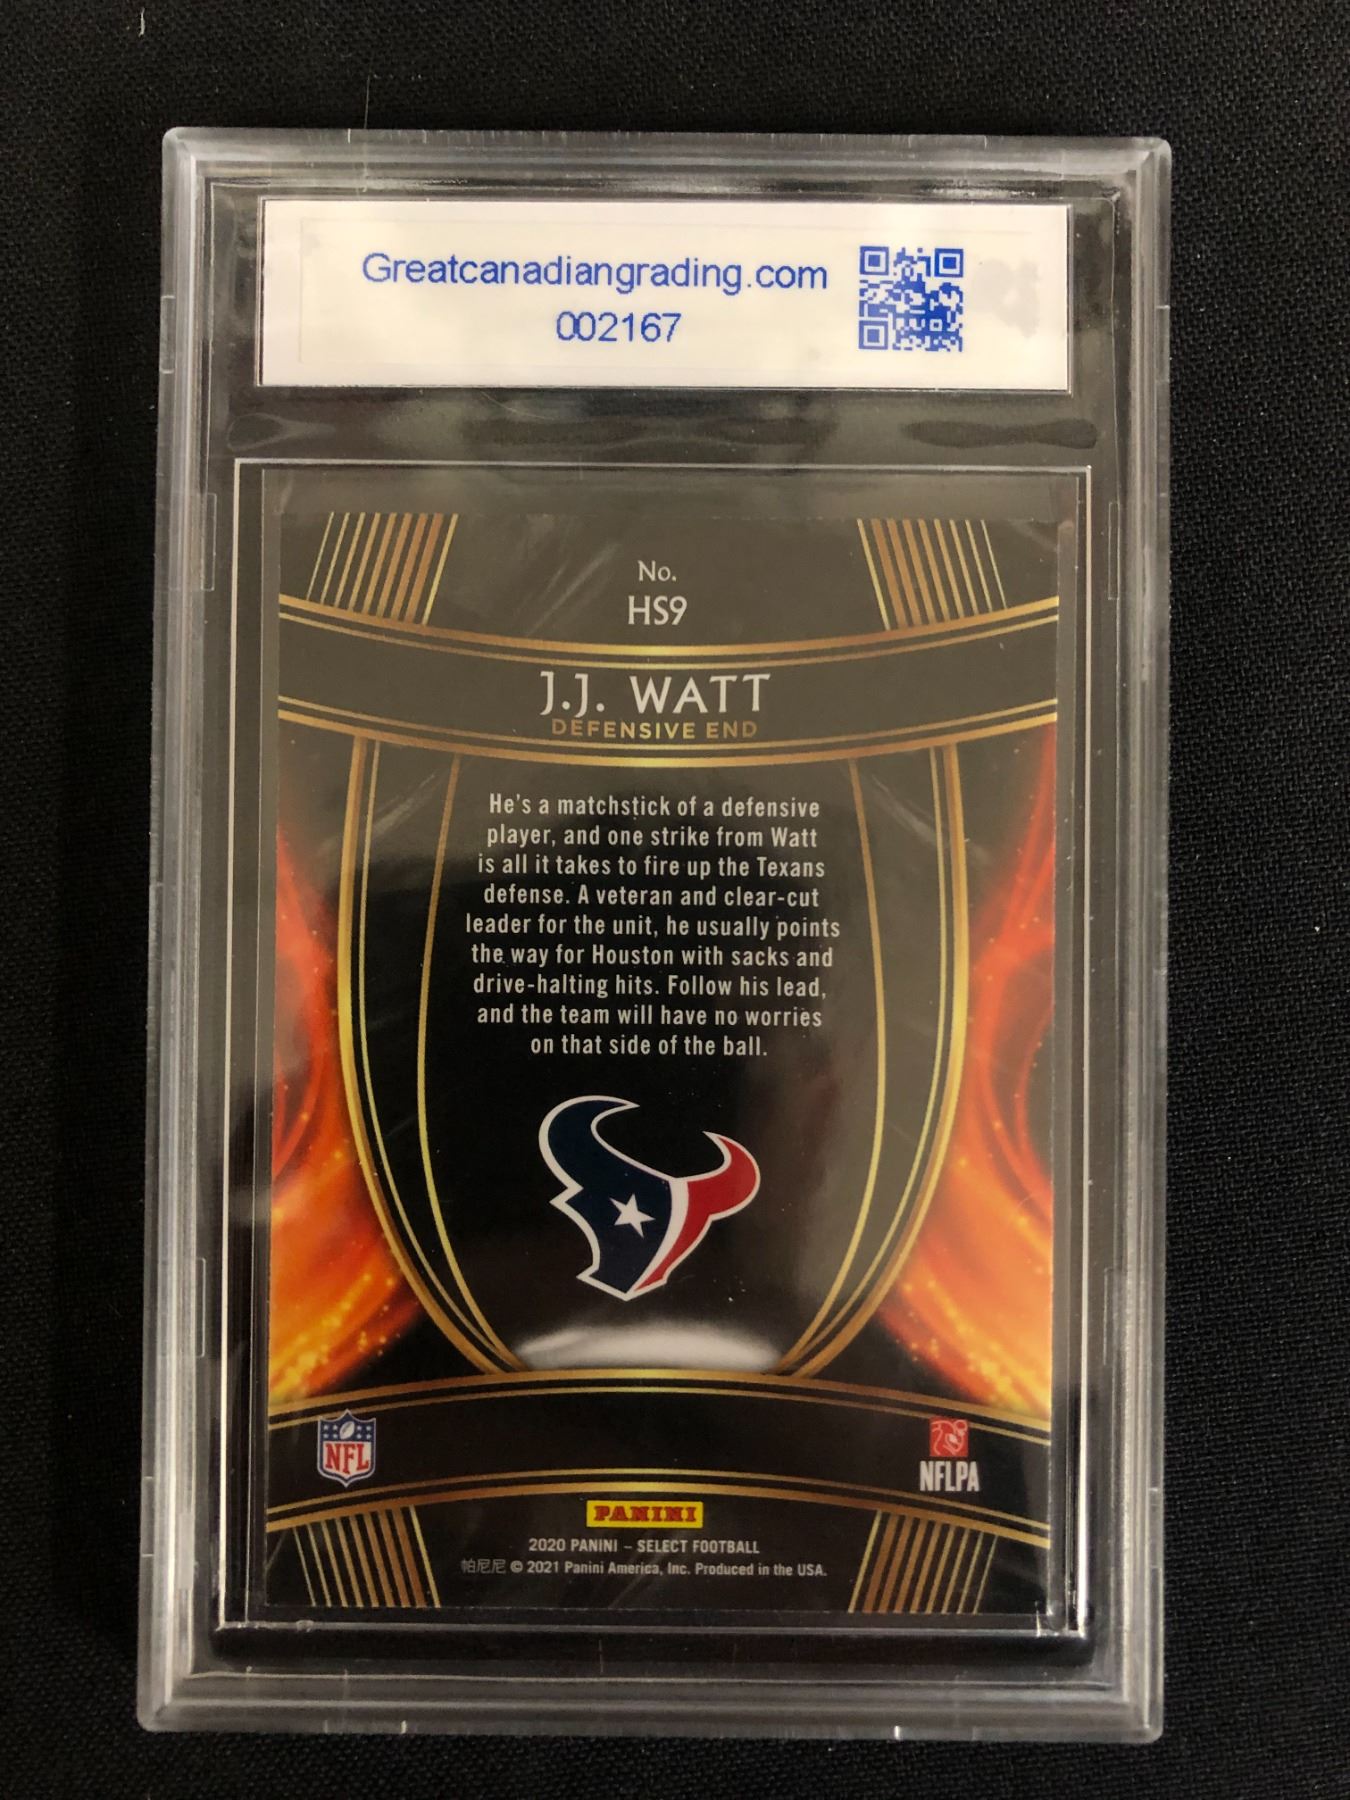 Greatcanadiangrading.com
002167
No.
HS9
J.J. WATT
DEFENSIVE END
He's a matchstick of a defensive
player, and one strike from Watt
is all it takes to fire up the Texans
defense. A veteran and clear-cut
leader for the unit, he usually points
the way for Houston with sacks and
drive-halting hits. Follow his lead,
and the team will have no worries
on that side of the ball.
NFL
NFLPA
PANINI
2020 PANINI – SELECT FOOTBALL
帕尼尼 © 2021 Panini America, Inc. Produced in the USA.